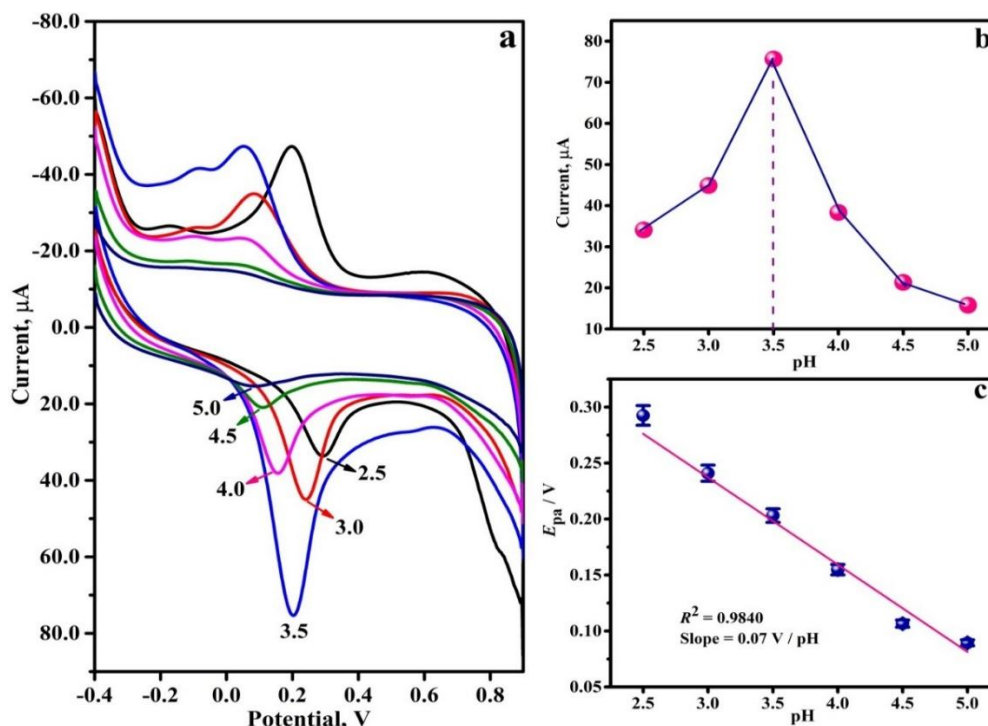 a
-80.0
-60.0
-40.0
-20.0
0.0
20.0
40.0
60.0
80.0
Current, µA
5.0
4.5
4.0
2.5
3.0
3.5
-0.4 -0.2 0.0 0.2 0.4 0.6 0.8
Potential, V
b
80
70
60
50
40
30
20
10
Current, µA
2.5 3.0 3.5 4.0 4.5 5.0
pH
c
0.30
0.25
0.20
0.15
0.10
0.05
Epa / V
R² = 0.9840
Slope = 0.07 V / pH
2.5 3.0 3.5 4.0 4.5 5.0
pH